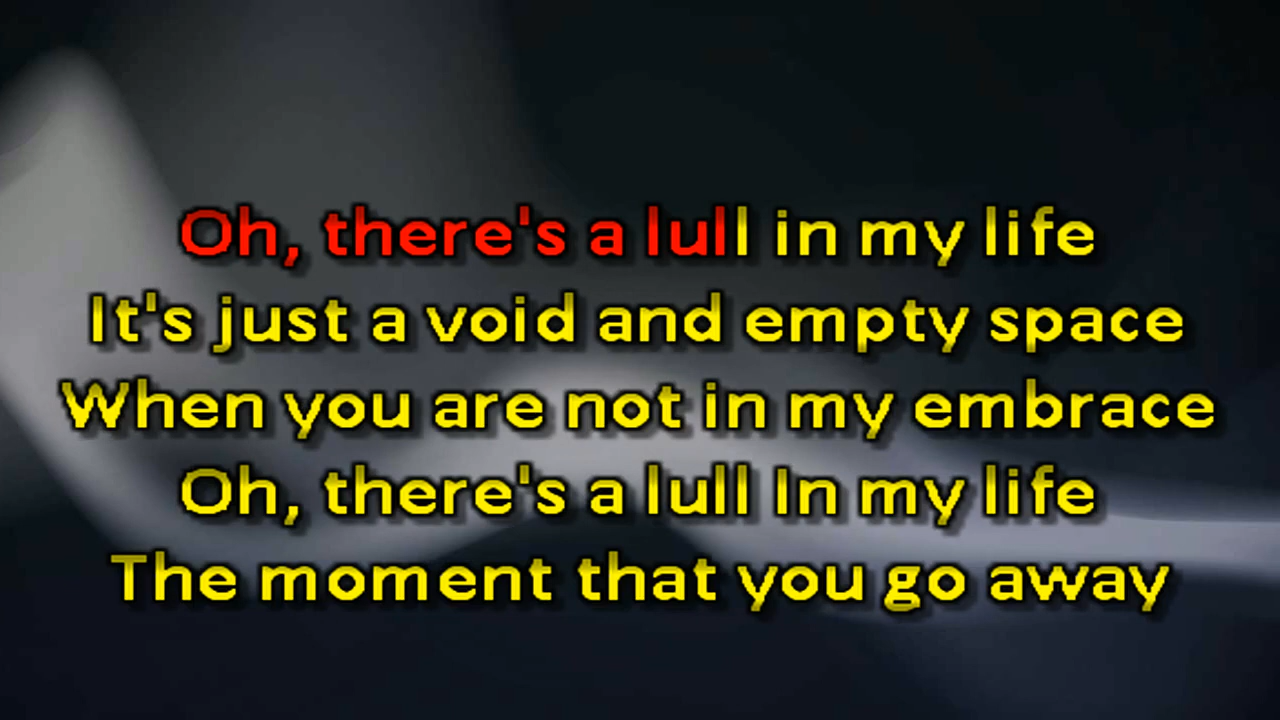 Oh, there's a lull in my life
It's just a void and empty space
When you are not in my embrace
Oh, there's a lull In my life
The moment that you go away